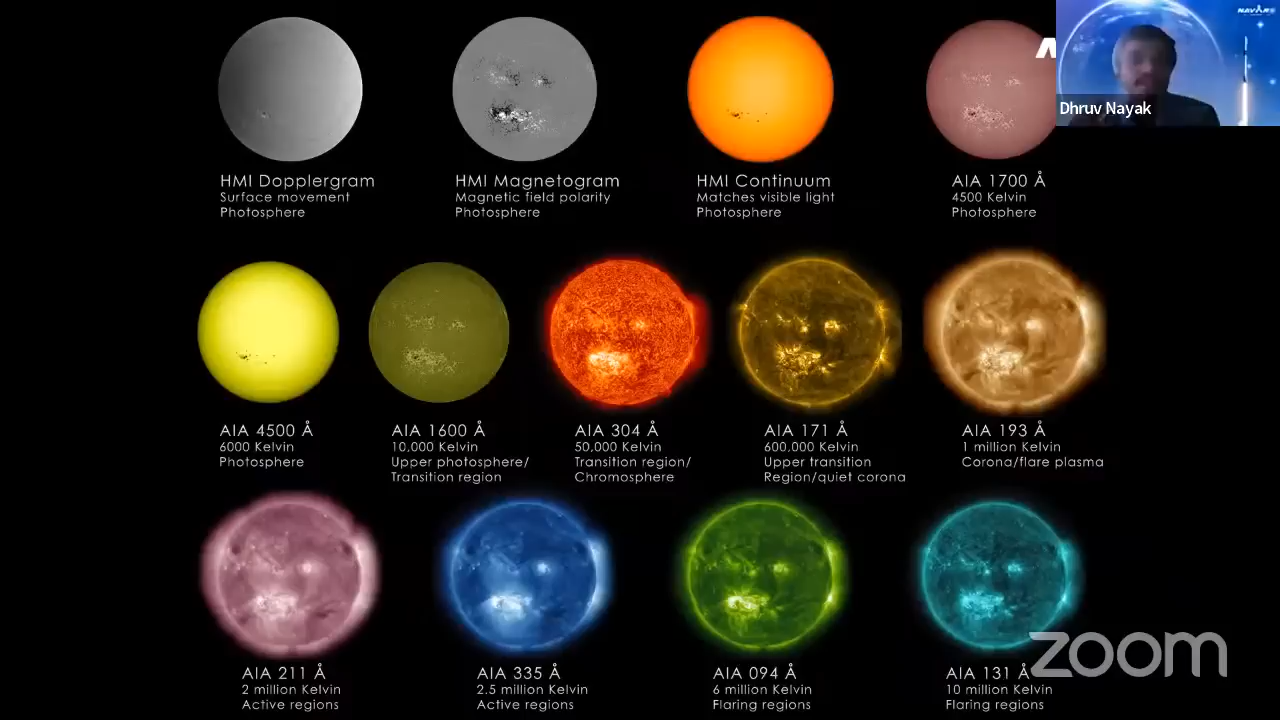 NAVARS
Dhruv Nayak
HMI Dopplergram
Surface movement
Photosphere
HMI Magnetogram
Magnetic field polarity
Photosphere
HMI Continuum
Matches visible light
Photosphere
AIA 1700 Å
4500 Kelvin
Photosphere
AIA 4500 Å
6000 Kelvin
Photosphere
AIA 1600 Å
10,000 Kelvin
Upper photosphere/
Transition region
AIA 304 Å
50,000 Kelvin
Transition region/
Chromosphere
AIA 171 Å
600,000 Kelvin
Upper transition
Region/quiet corona
AIA 193 Å
1 million Kelvin
Corona/flare plasma
AIA 211 Å
2 million Kelvin
Active regions
AIA 335 Å
2.5 million Kelvin
Active regions
AIA 094 Å
6 million Kelvin
Flaring regions
AIA 131 Å
10 million Kelvin
Flaring regions
zoom